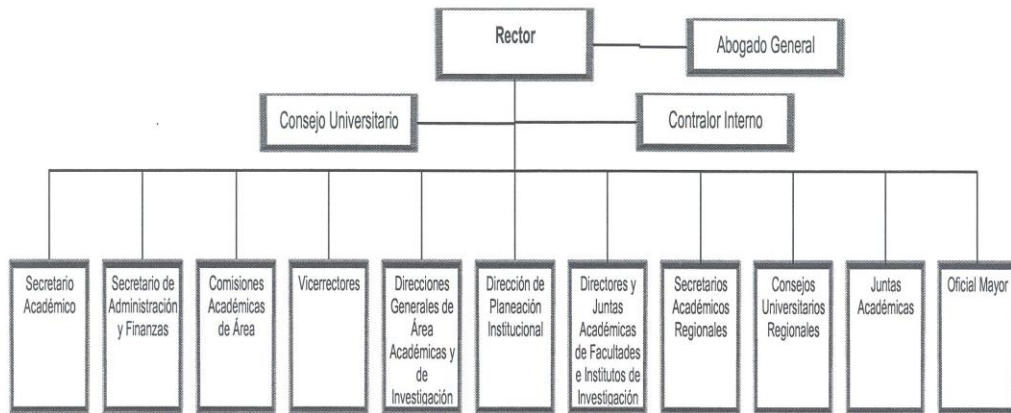 Rector
Abogado General
Consejo Universitario
Contralor Interno
Secretario
Académico
Secretario de
Administración
y Finanzas
Comisiones
Académicas
de Área
Vicerrectores
Direcciones
Generales de
Área
Académicas y
de
Investigación
Dirección de
Planeación
Institucional
Directores y
Juntas
Académicas
de Facultades
e Institutos de
Investigación
Secretarios
Académicos
Regionales
Consejos
Universitarios
Regionales
Juntas
Académicas
Oficial Mayor